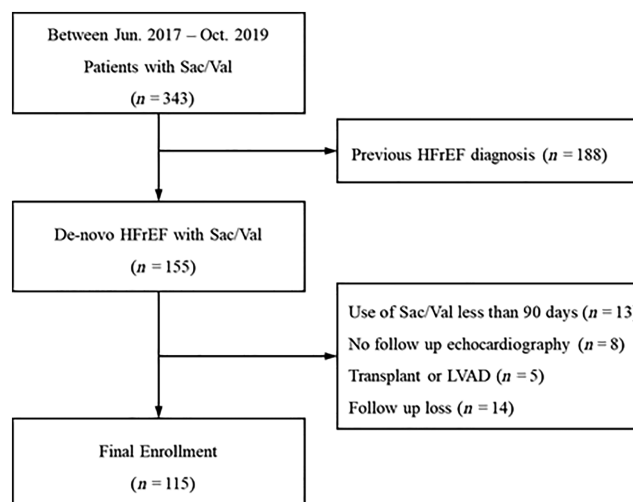 Between Jun. 2017 – Oct. 2019
Patients with Sac/Val
(n = 343)
Previous HFrEF diagnosis (n = 188)
De-novo HFrEF with Sac/Val
(n = 155)
Use of Sac/Val less than 90 days (n = 13)
No follow up echocardiography (n = 8)
Transplant or LVAD (n = 5)
Follow up loss (n = 14)
Final Enrollment
(n = 115)